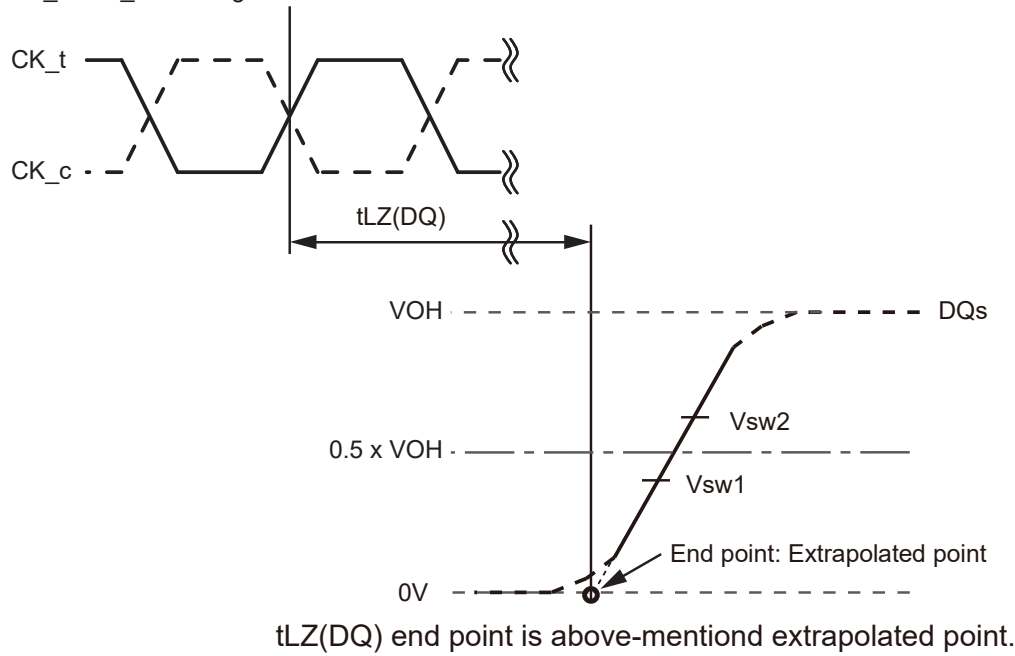 CK_t
CK_c
tLZ(DQ)
VOH
DQs
Vsw2
0.5 x VOH
Vsw1
End point: Extrapolated point
0V
tLZ(DQ) end point is above-mentiond extrapolated point.